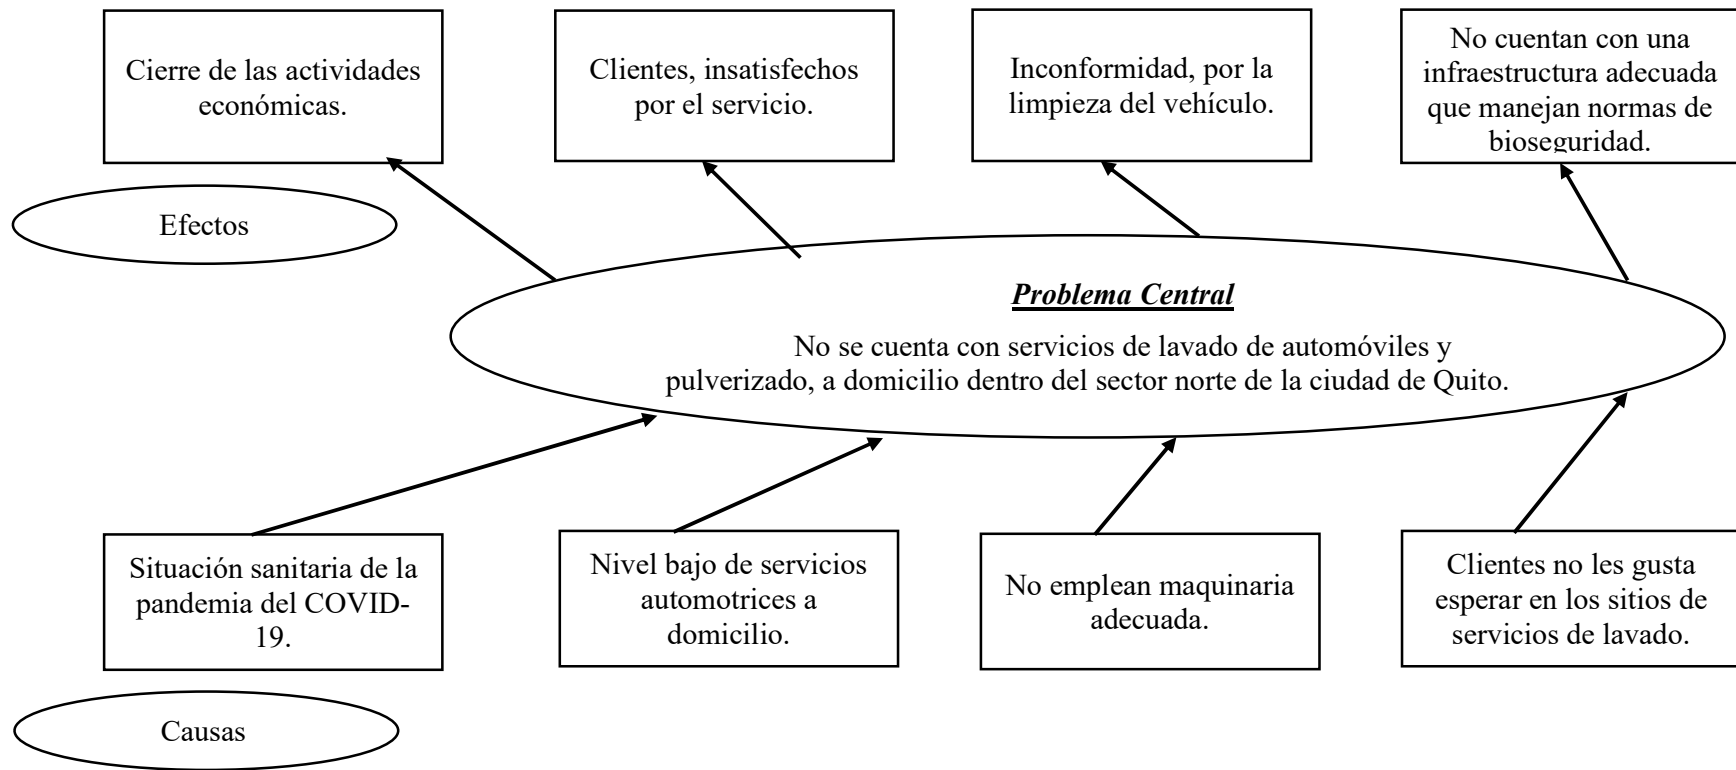 Cierre de las actividades
económicas.
Clientes, insatisfechos
por el servicio.
Inconformidad, por la
limpieza del vehículo.
No cuentan con una
infraestructura adecuada
que manejan normas de
bioseguridad.
Efectos
Problema Central
No se cuenta con servicios de lavado de automóviles y
pulverizado, a domicilio dentro del sector norte de la ciudad de Quito.
Situación sanitaria de la
pandemia del COVID-
19.
Nivel bajo de servicios
automotrices a
domicilio.
No emplean maquinaria
adecuada.
Clientes no les gusta
esperar en los sitios de
servicios de lavado.
Causas